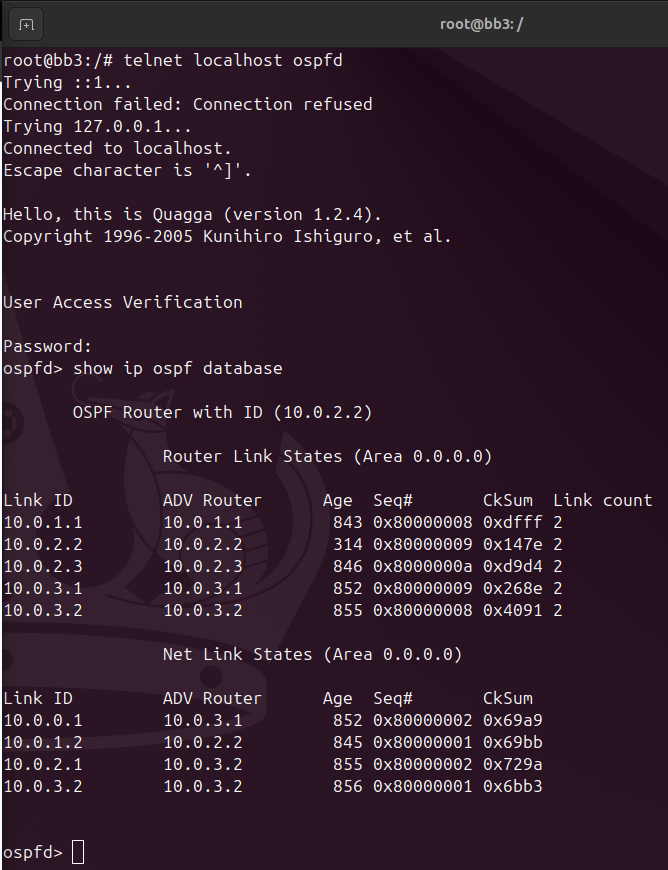 root@bb3: /
root@bb3:/# telnet localhost ospfd
Trying ::1...
Connection failed: Connection refused
Trying 127.0.0.1...
Connected to localhost.
Escape character is '^]'.
Hello, this is Quagga (version 1.2.4).
Copyright 1996-2005 Kunihiro Ishiguro, et al.
User Access Verification
Password:
ospfd> show ip ospf database
OSPF Router with ID (10.0.2.2)
Router Link States (Area 0.0.0.0)
Link ID ADV Router Age Seq# CkSum Link count
10.0.1.1 10.0.1.1 843 0x80000008 0xdfff 2
10.0.2.2 10.0.2.2 314 0x80000009 0x147e 2
10.0.2.3 10.0.2.3 846 0x8000000a 0xd9d4 2
10.0.3.1 10.0.3.1 852 0x80000009 0x268e 2
10.0.3.2 10.0.3.2 855 0x80000008 0x4091 2
Net Link States (Area 0.0.0.0)
Link ID ADV Router Age Seq# CkSum
10.0.0.1 10.0.3.1 852 0x80000002 0x69a9
10.0.1.2 10.0.2.2 845 0x80000001 0x69bb
10.0.2.1 10.0.3.2 855 0x80000002 0x729a
10.0.3.2 10.0.3.2 856 0x80000001 0x6bb3
ospfd>